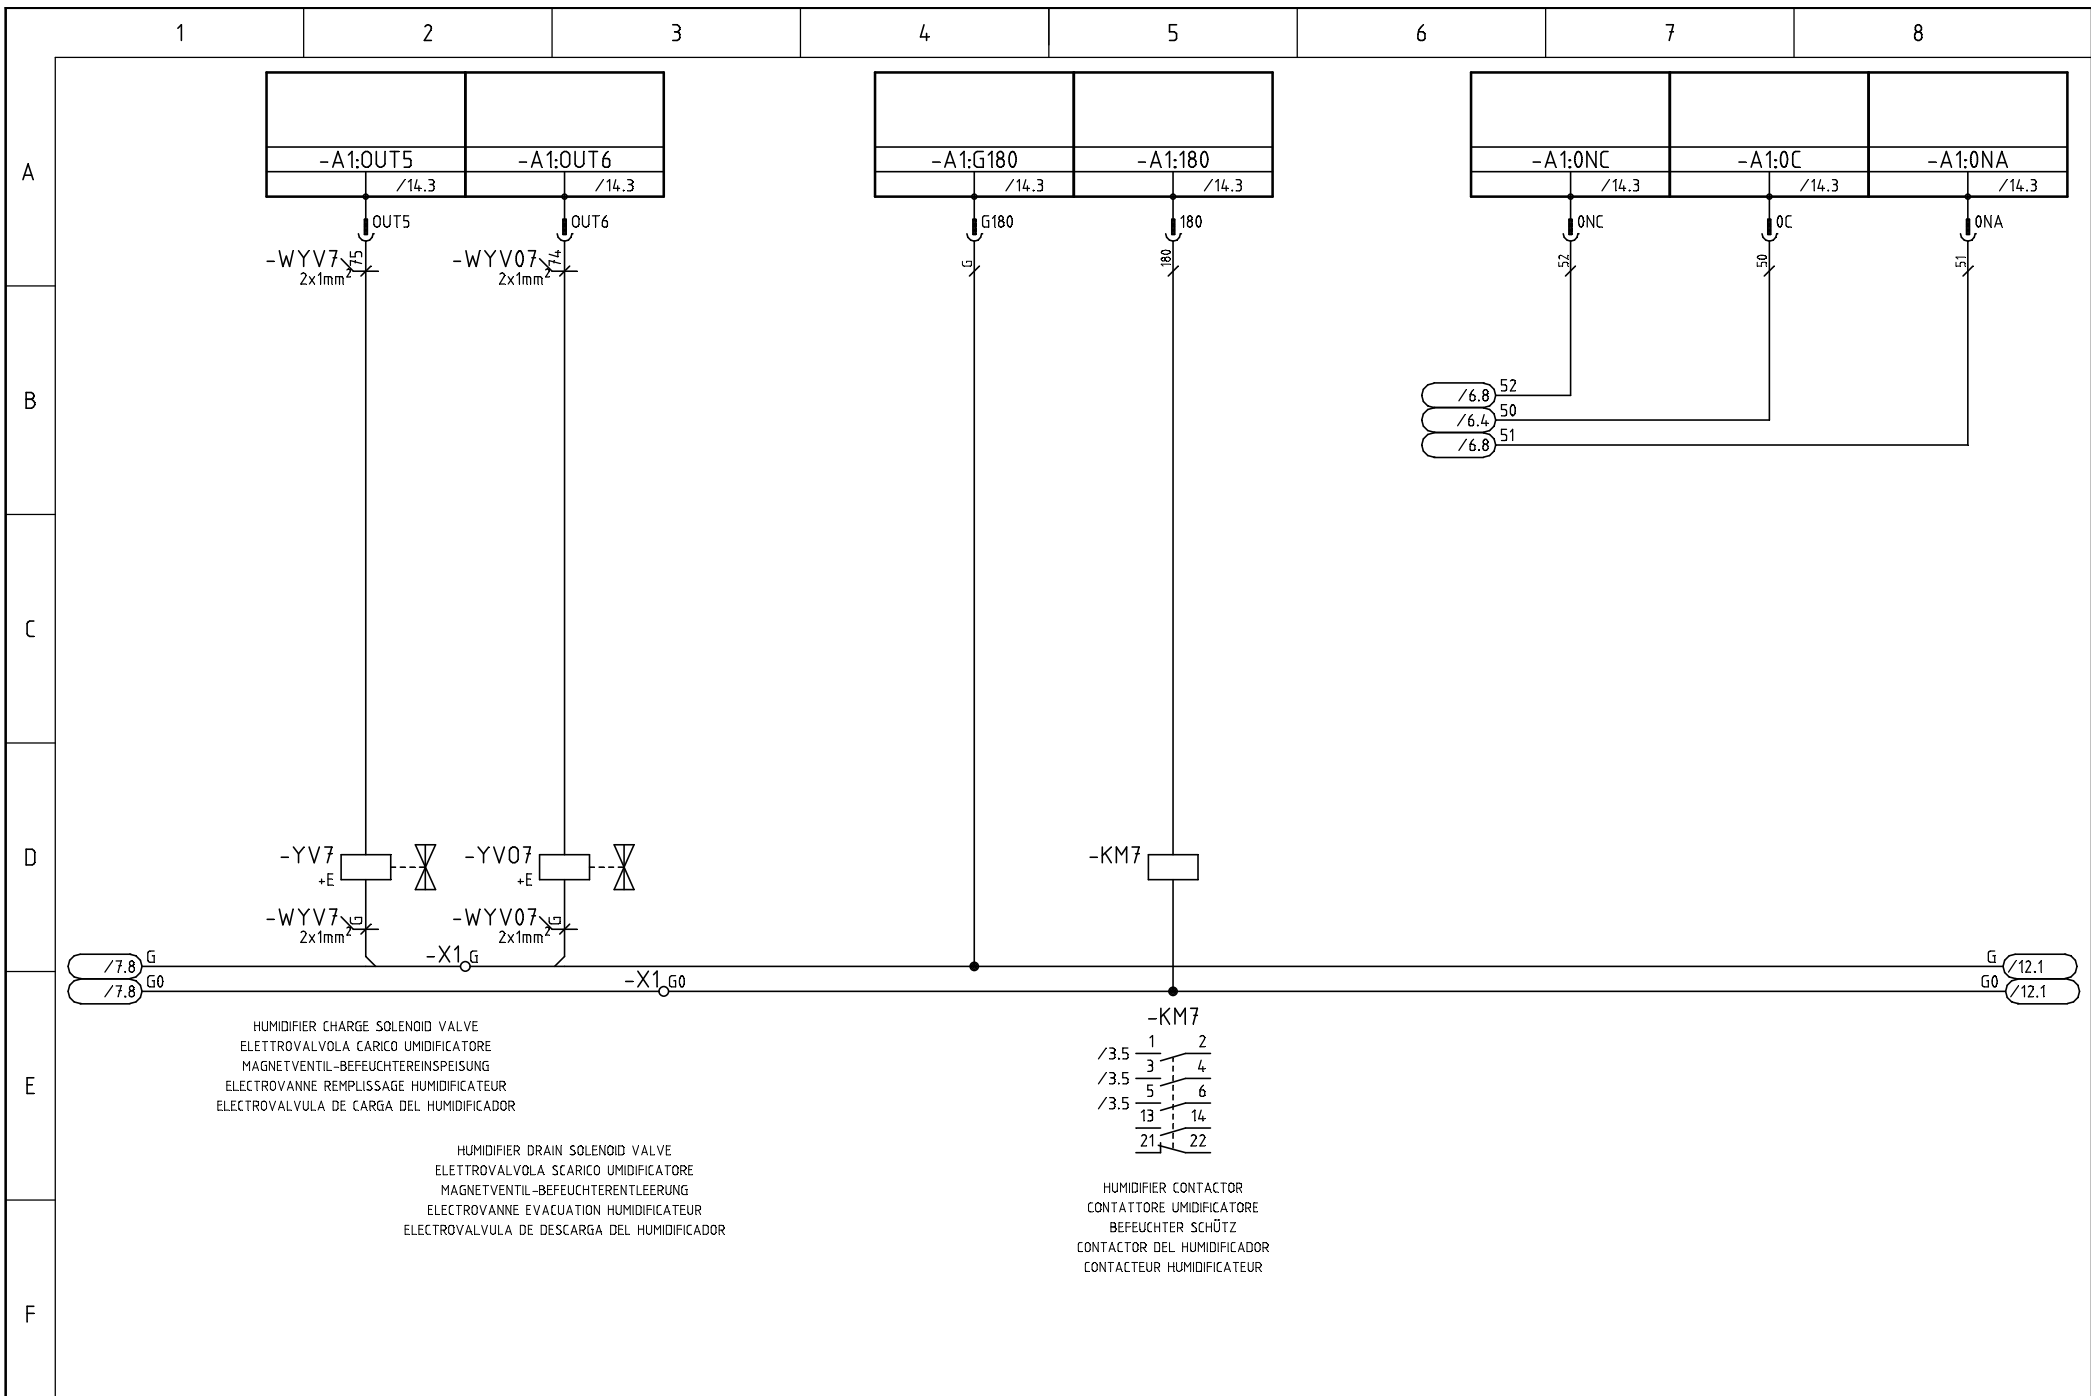 1 2 3 4 5 6 7 8
A
B
C
D
E
F
-A1:OUT5 -A1:OUT6 -A1:G180 -A1:180 -A1:0NC -A1:0C -A1:0NA
/14.3 /14.3 /14.3 /14.3 /14.3 /14.3 /14.3
OUT5 OUT6 G180 180 0NC 0C 0NA
-WYV7 75 -WYV07 74 G 180 52 50 51
2x1mm² 2x1mm²
/6.8 52
/6.4 50
/6.8 51
-YV7 -YV07 -KM7
+E +E
-WYV7 G -WYV07 G
2x1mm² 2x1mm²
/7.8 G -X1 G G /12.1
/7.8 G0 -X1 G0 G0 /12.1
HUMIDIFIER CHARGE SOLENOID VALVE
ELETTROVALVOLA CARICO UMIDIFICATORE
MAGNETVENTIL-BEFEUCHTEREINSPEISUNG
ELECTROVANNE REMPLISSAGE HUMIDIFICATEUR
ELECTROVALVULA DE CARGA DEL HUMIDIFICADOR
HUMIDIFIER DRAIN SOLENOID VALVE
ELETTROVALVOLA SCARICO UMIDIFICATORE
MAGNETVENTIL-BEFEUCHTERENTLEERUNG
ELECTROVANNE EVACUATION HUMIDIFICATEUR
ELECTROVALVULA DE DESCARGA DEL HUMIDIFICADOR
-KM7
/3.5 1 2
/3.5 3 4
/3.5 5 6
13 14
21 22
HUMIDIFIER CONTACTOR
CONTATTORE UMIDIFICATORE
BEFEUCHTER SCHÜTZ
CONTACTOR DEL HUMIDIFICADOR
CONTACTEUR HUMIDIFICATEUR